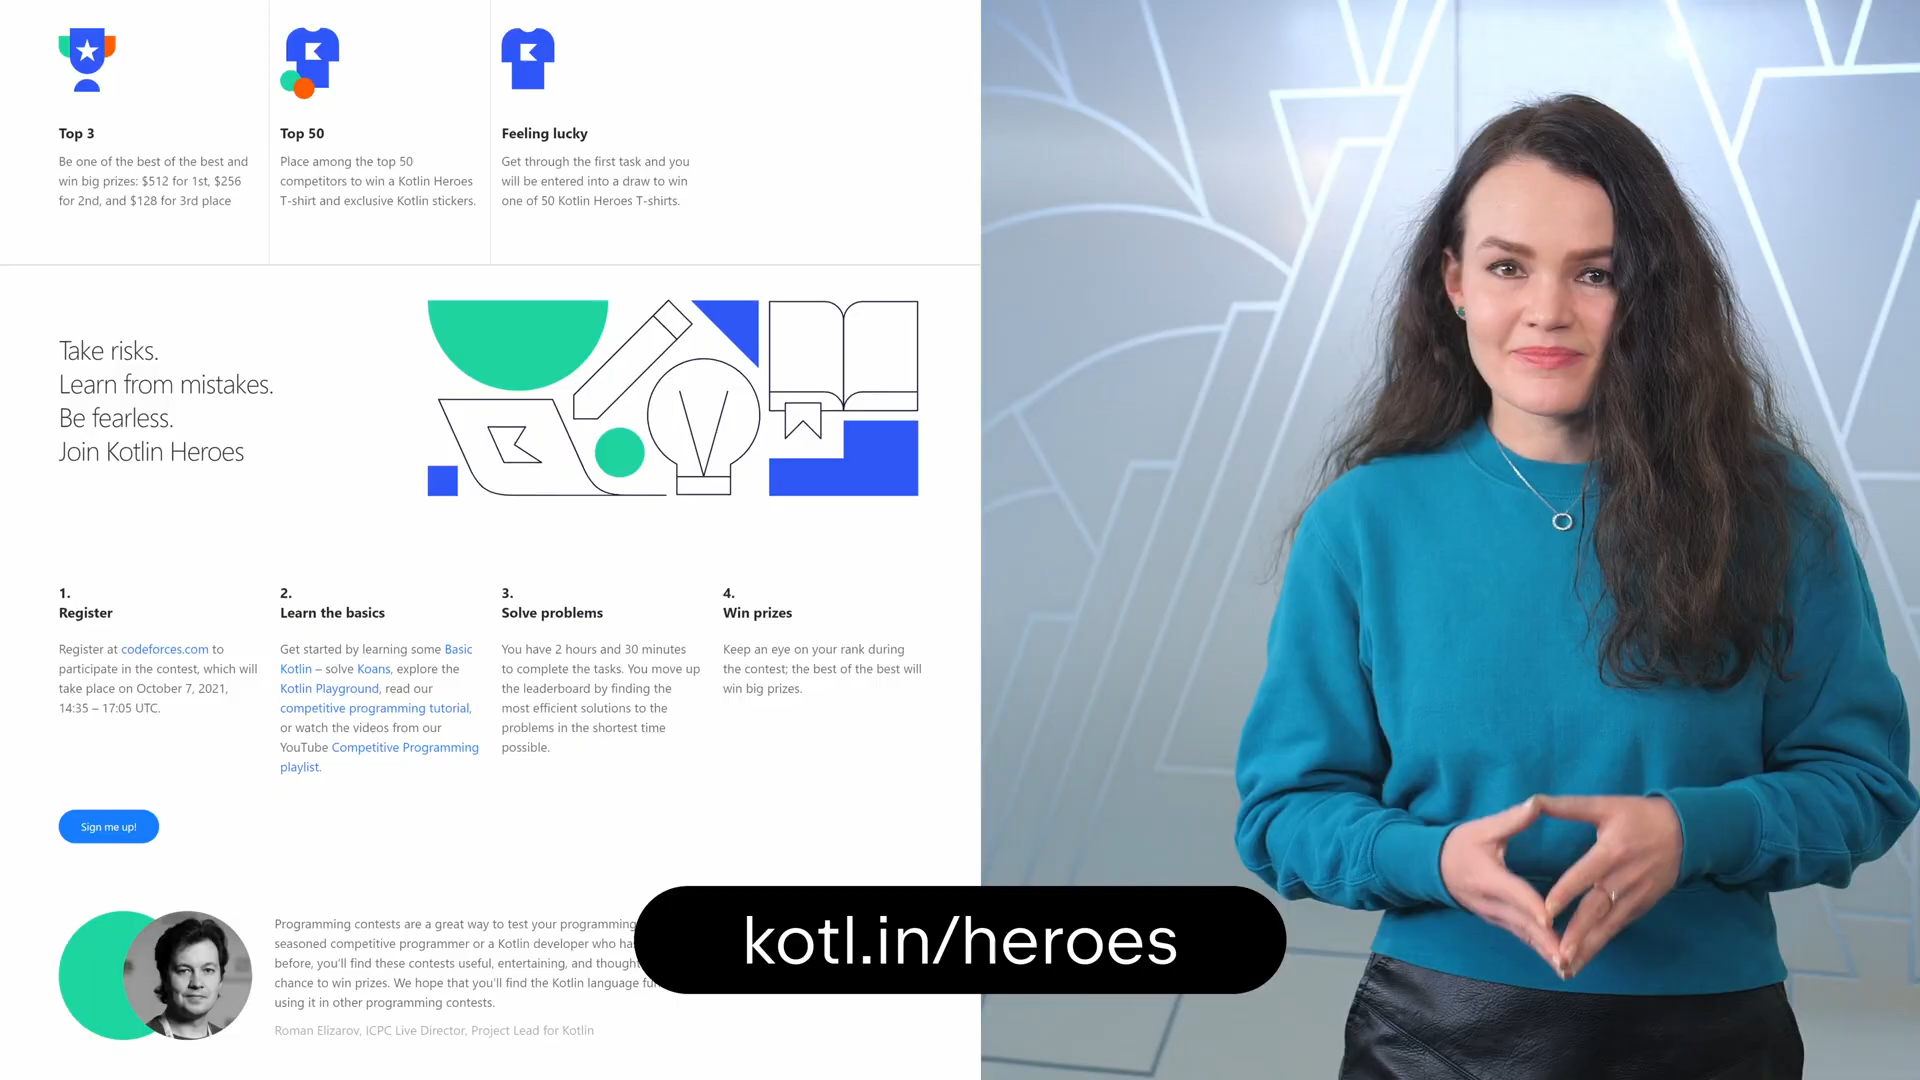 Top 3
Be one of the best of the best and
win big prizes: $512 for 1st, $256
for 2nd, and $128 for 3rd place
Top 50
Place among the top 50
competitors to win a Kotlin Heroes
T-shirt and exclusive Kotlin stickers.
Feeling lucky
Get through the first task and you
will be entered into a draw to win
one of 50 Kotlin Heroes T-shirts.
Take risks.
Learn from mistakes.
Be fearless.
Join Kotlin Heroes
1.
Register
Register at codeforces.com to
participate in the contest, which will
take place on October 7, 2021,
14:35 – 17:05 UTC.
2.
Learn the basics
Get started by learning some Basic
Kotlin – solve Koans, explore the
Kotlin Playground, read our
competitive programming tutorial,
or watch the videos from our
YouTube Competitive Programming
playlist.
3.
Solve problems
You have 2 hours and 30 minutes
to complete the tasks. You move up
the leaderboard by finding the
most efficient solutions to the
problems in the shortest time
possible.
4.
Win prizes
Keep an eye on your rank during
the contest; the best of the best will
win big prizes.
Sign me up!
Programming contests are a great way to test your programming
seasoned competitive programmer or a Kotlin developer who
before, you'll find these contests useful, entertaining, and
chance to win prizes. We hope that you'll find the Kotlin language
using it in other programming contests.
Roman Elizarov, ICPC Live Director, Project Lead for Kotlin
kotl.in/heroes